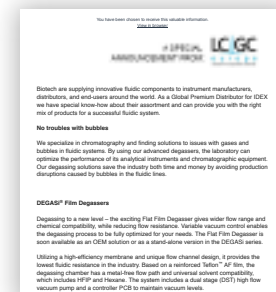 You have been chosen to receive this valuable information.
View in browser
A SPECIAL
ANNOUNCEMENT FROM
LC|GC
europe
Biotech are supplying innovative fluidic components to instrument manufacturers,
distributors, and end-users around the world. As a Global Premium Distributor for IDEX
we have special know-how about their assortment and can provide you with the right
mix of products for a successful fluidic system.
No troubles with bubbles
We specialize in chromatography and finding solutions to issues with gases and
bubbles in fluidic systems. By using our advanced degassers, the laboratory can
optimize the performance of its analytical instruments and chromatographic equipment.
Our degassing solutions save the industry both time and money by avoiding production
disruptions caused by bubbles in the fluidic lines.
DEGASi® Film Degassers
Degassing to a new level – the exciting Flat Film Degasser gives wider flow range and
chemical compatibility, while reducing flow resistance. Variable vacuum control enables
the degassing process to be fully optimized for your needs. The Flat Film Degasser is
soon available as an OEM solution or as a stand-alone version in the DEGASi series.
Utilizing a high-efficiency membrane and unique flow channel design, it provides the
lowest fluidic resistance in the industry. Based on a reinforced Teflon™ AF film, the
degassing chamber has a metal-free flow path and universal solvent compatibility,
which includes HFIP and Hexane. The system includes a dual stage (DST) high flow
vacuum pump and a controller PCB to maintain vacuum levels.